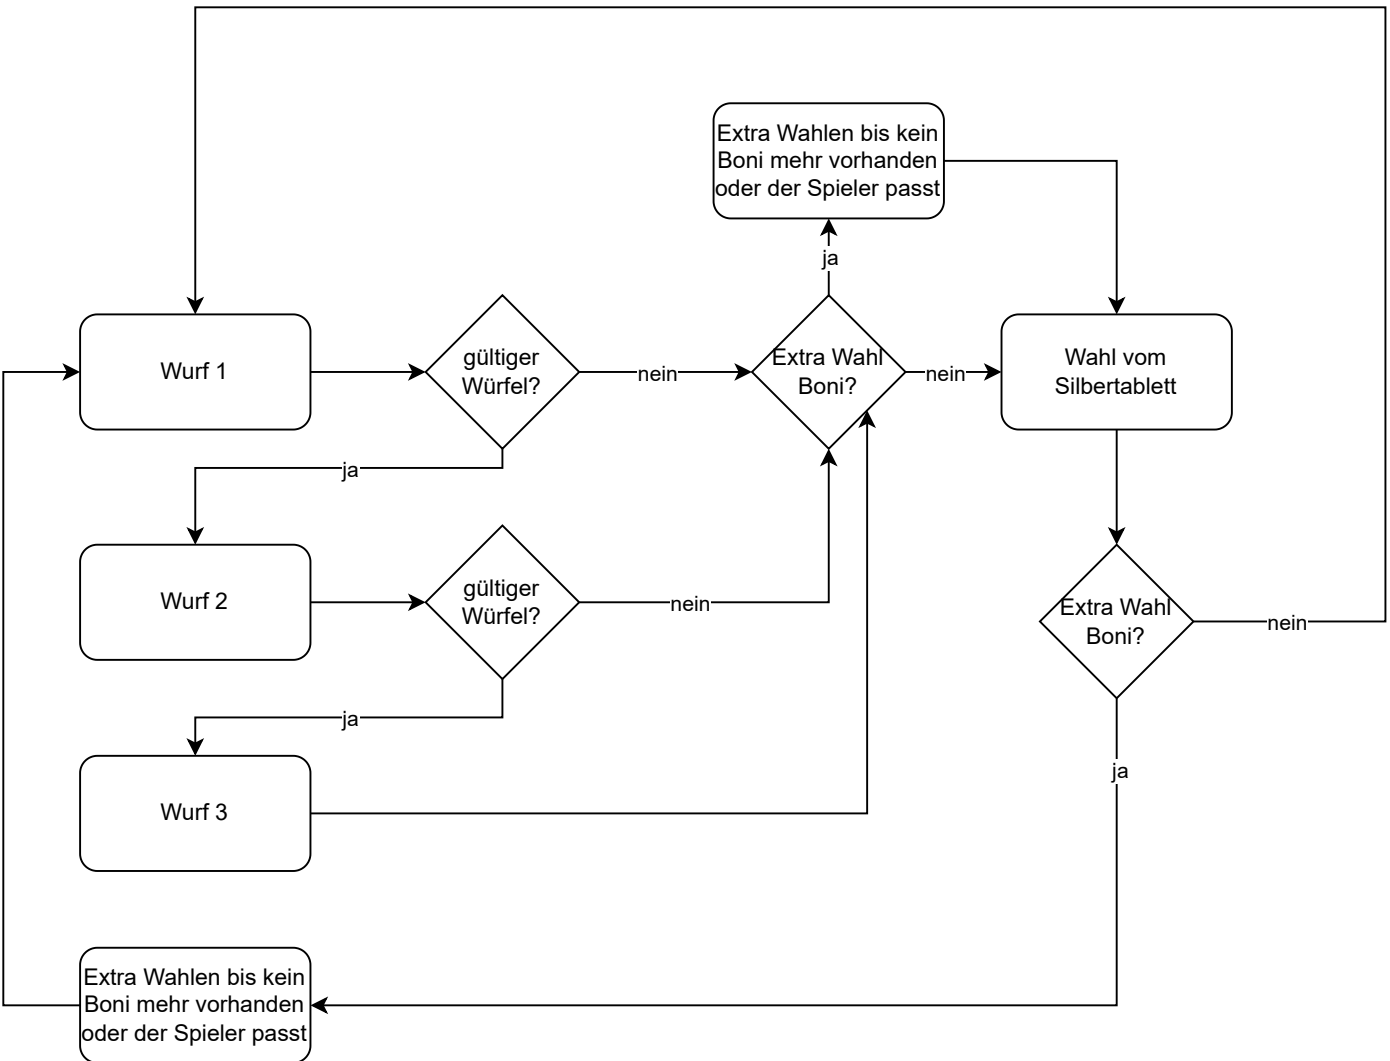 Extra Wahlen bis kein
Boni mehr vorhanden
oder der Spieler passt
ja
Wurf 1
gültiger
Würfel?
nein
Extra Wahl
Boni?
nein
Wahl vom
Silbertablett
ja
Wurf 2
gültiger
Würfel?
nein
Extra Wahl
Boni?
nein
ja
Wurf 3
ja
Extra Wahlen bis kein
Boni mehr vorhanden
oder der Spieler passt